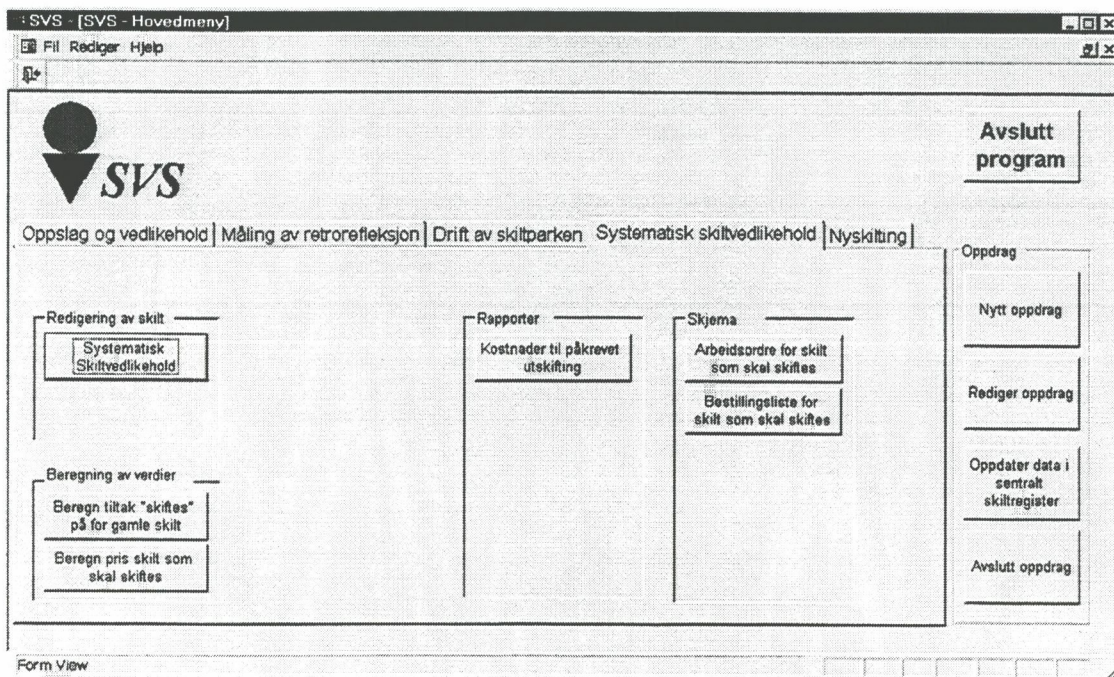 SVS - [SVS - Hovedmeny]
Fil Rediger Hjelp
SVS
Avslutt
program
Oppslag og vedlikehold
Måling av retrorefleksjon
Drift av skiltparken
Systematisk skiltvedlikehold
Nyskilting
Redigering av skilt
Systematisk
Skiltvedlikehold
Beregning av verdier
Beregn tiltak "skiftes"
på for gamle skilt
Beregn pris skilt som
skal skiftes
Rapporter
Kostnader til påkrevet
utskifting
Skjema
Arbeidsordre for skilt
som skal skiftes
Bestillingsliste for
skilt som skal skiftes
Oppdrag
Nytt oppdrag
Rediger oppdrag
Oppdater data i
sentralt
skiltregister
Avslutt oppdrag
Form View